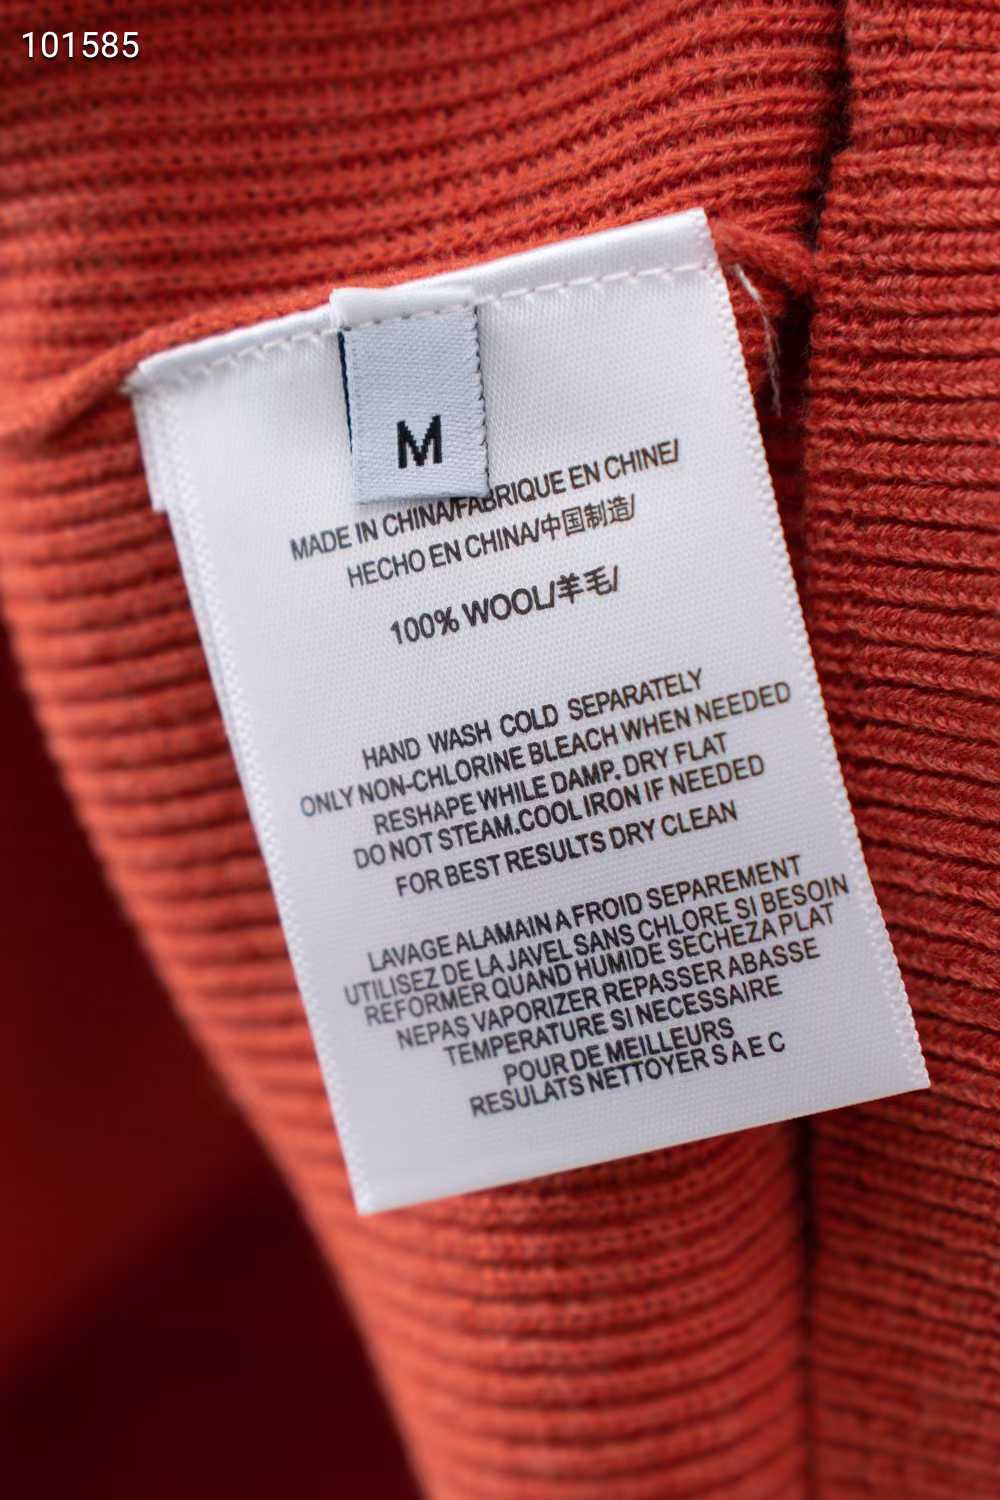 101585
M
MADE IN CHINA/FABRIQUE EN CHINE/
HECHO EN CHINA/中国制造/
100% WOOL/羊毛/
HAND WASH COLD SEPARATELY
ONLY NON-CHLORINE BLEACH WHEN NEEDED
RESHAPE WHILE DAMP. DRY FLAT
DO NOT STEAM.COOL IRON IF NEEDED
FOR BEST RESULTS DRY CLEAN
LAVAGE ALAMAIN A FROID SEPAREMENT
UTILISEZ DE LA JAVEL SANS CHLORE SI BESOIN
REFORMER QUAND HUMIDE SECHEZA PLAT
NEPAS VAPORIZER REPASSER ABASSE
TEMPERATURE SI NECESSAIRE
POUR DE MEILLEURS
RESULATS NETTOYER S A E C